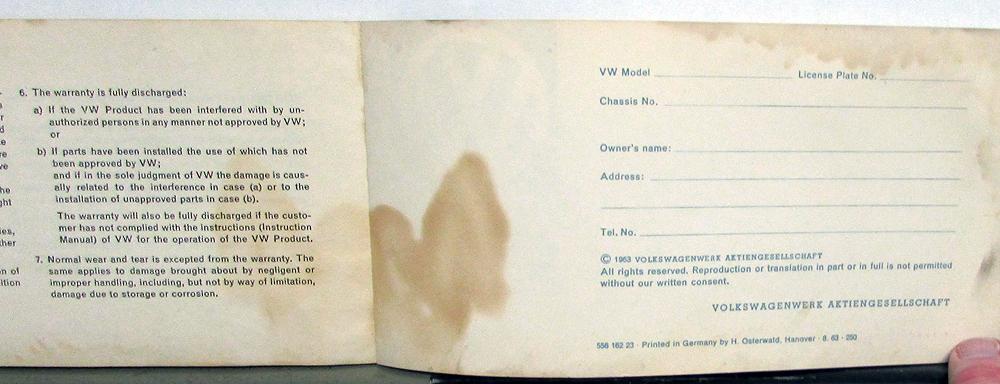 6. The warranty is fully discharged:
a) If the VW Product has been interfered with by un-
authorized persons in any manner not approved by VW;
or
b) If parts have been installed the use of which has not
been approved by VW;
and if in the sole judgment of VW the damage is caus-
ally related to the interference in case (a) or to the
installation of unapproved parts in case (b).
The warranty will also be fully discharged if the custo-
mer has not complied with the Instructions (Instruction
Manual) of VW for the operation of the VW Product.
7. Normal wear and tear is excepted from the warranty. The
same applies to damage brought about by negligent or
improper handling, including, but not by way of limitation,
damage due to storage or corrosion.
VW Model License Plate No.
Chassis No.
Owner's name:
Address:
Tel. No.
© 1963 VOLKSWAGENWERK AKTIENGESELLSCHAFT
All rights reserved. Reproduction or translation in part or in full is not permitted
without our written consent.
VOLKSWAGENWERK AKTIENGESELLSCHAFT
556 162 23 · Printed in Germany by H. Osterwald, Hanover · 8. 63 · 250